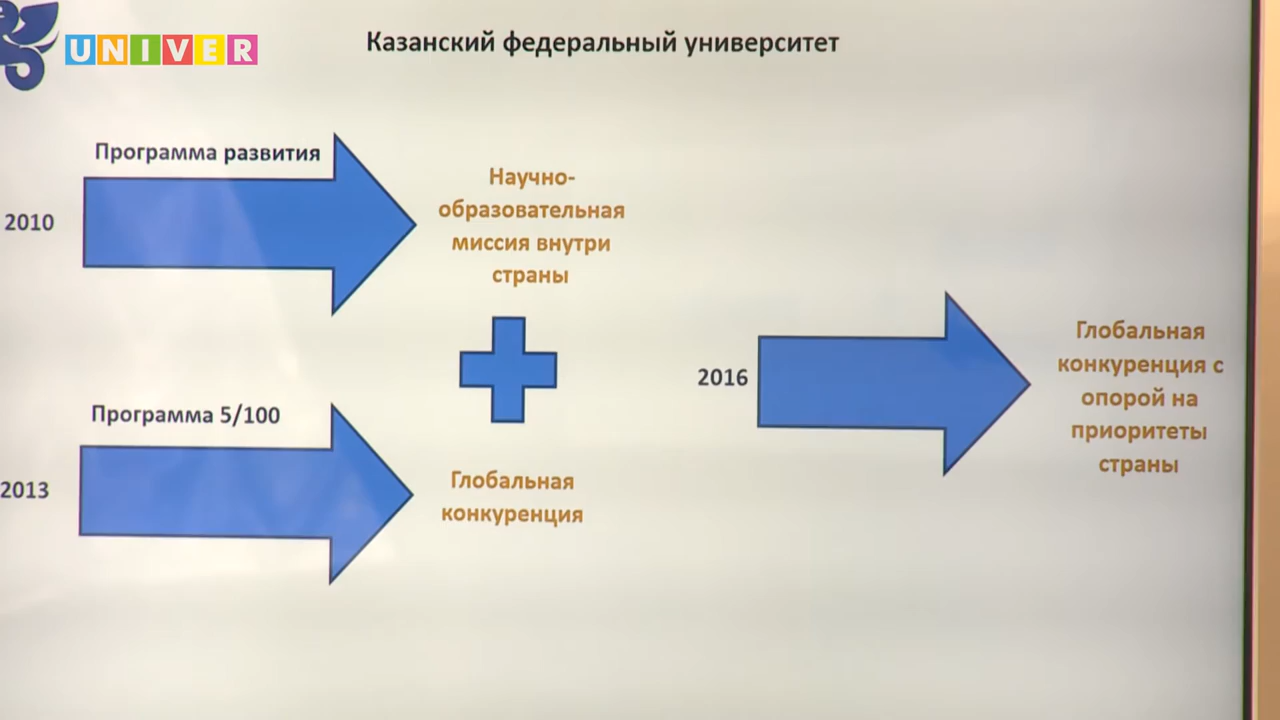 UNIVER
Казанский федеральный университет
Программа развития
2010
Научно-
образовательная
миссия внутри
страны
Программа 5/100
2013
Глобальная
конкуренция
2016
Глобальная
конкуренция с
опорой на
приоритеты
страны